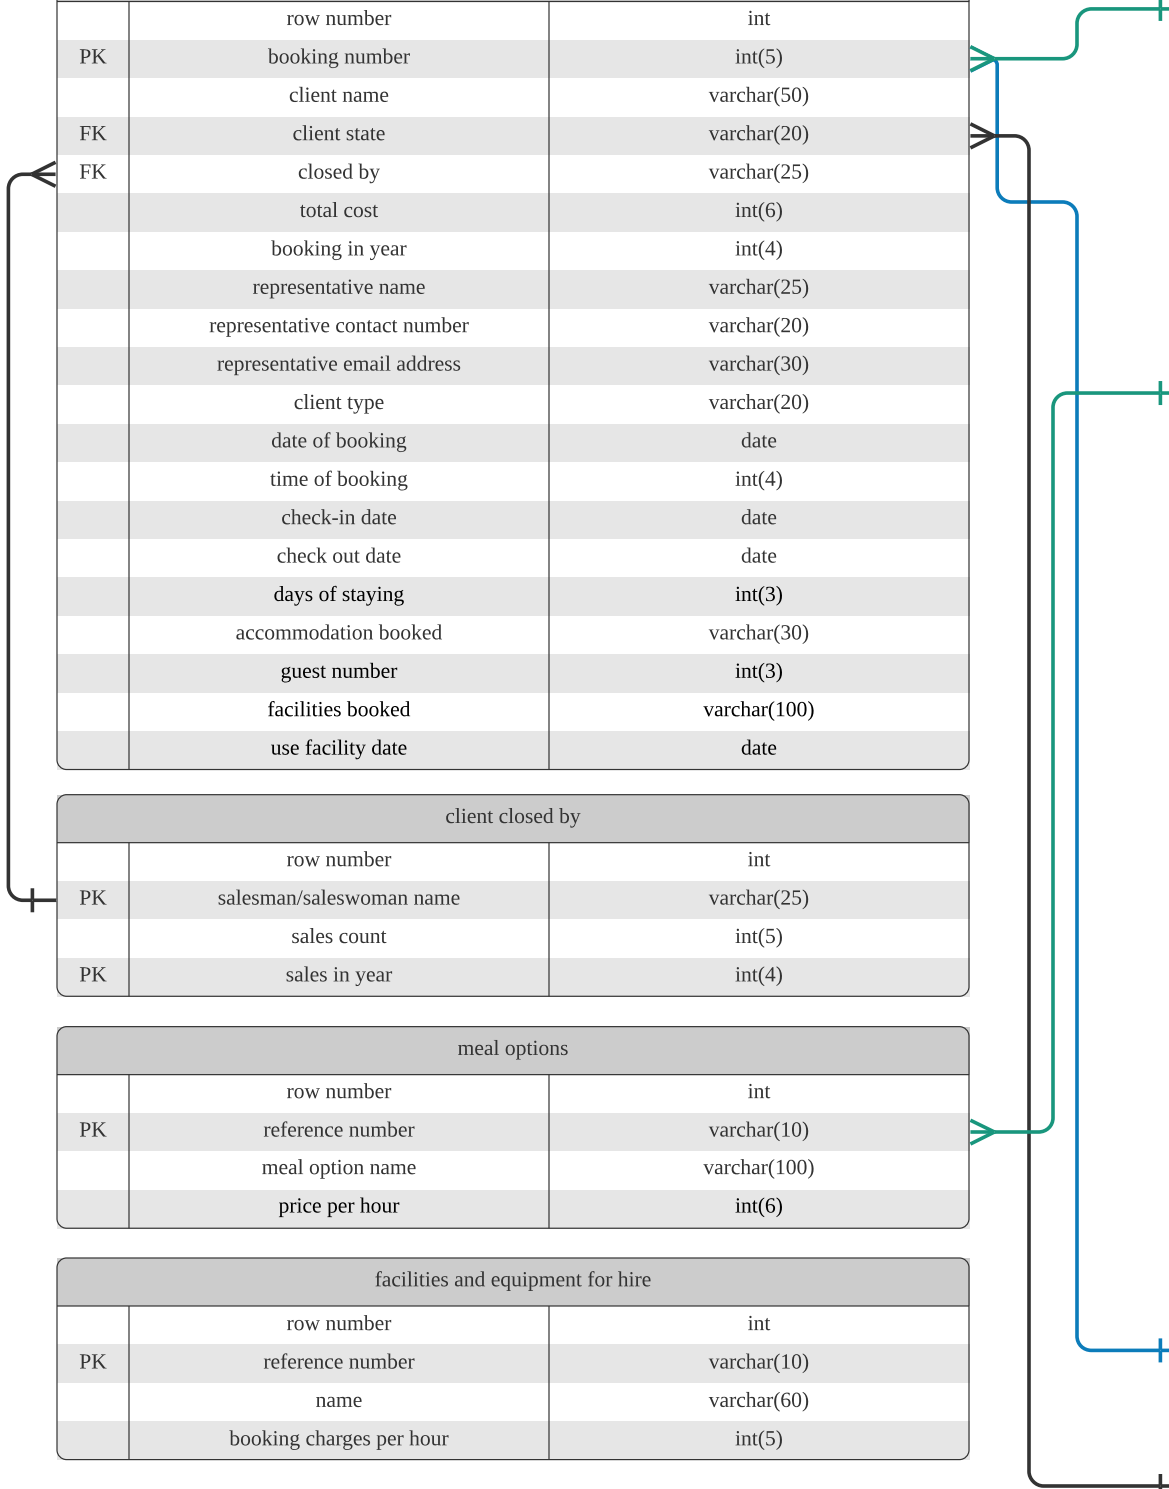 row number int
PK booking number int(5)
client name varchar(50)
FK client state varchar(20)
FK closed by varchar(25)
total cost int(6)
booking in year int(4)
representative name varchar(25)
representative contact number varchar(20)
representative email address varchar(30)
client type varchar(20)
date of booking date
time of booking int(4)
check-in date date
check out date date
days of staying int(3)
accommodation booked varchar(30)
guest number int(3)
facilities booked varchar(100)
use facility date date
client closed by
row number int
PK salesman/saleswoman name varchar(25)
sales count int(5)
PK sales in year int(4)
meal options
row number int
PK reference number varchar(10)
meal option name varchar(100)
price per hour int(6)
facilities and equipment for hire
row number int
PK reference number varchar(10)
name varchar(60)
booking charges per hour int(5)